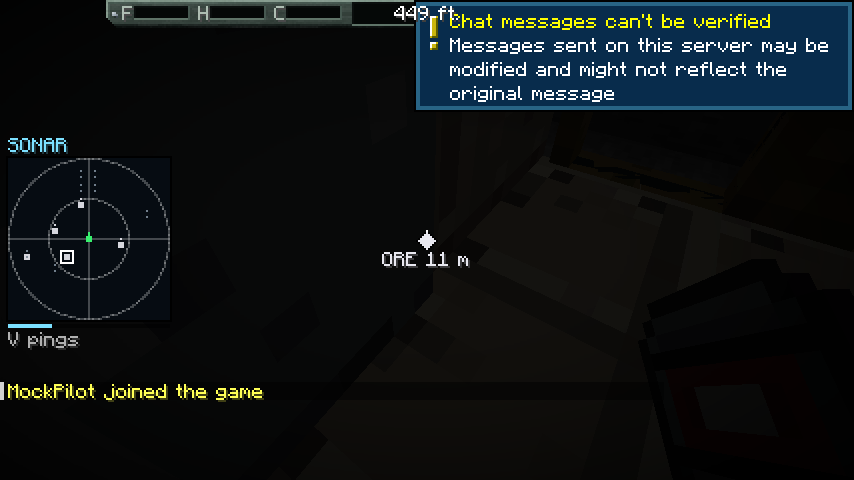 F H C 449 ft
Chat messages can't be verified
Messages sent on this server may be
modified and might not reflect the
original message
SONAR
ORE 11 m
V pings
MockPilot joined the game